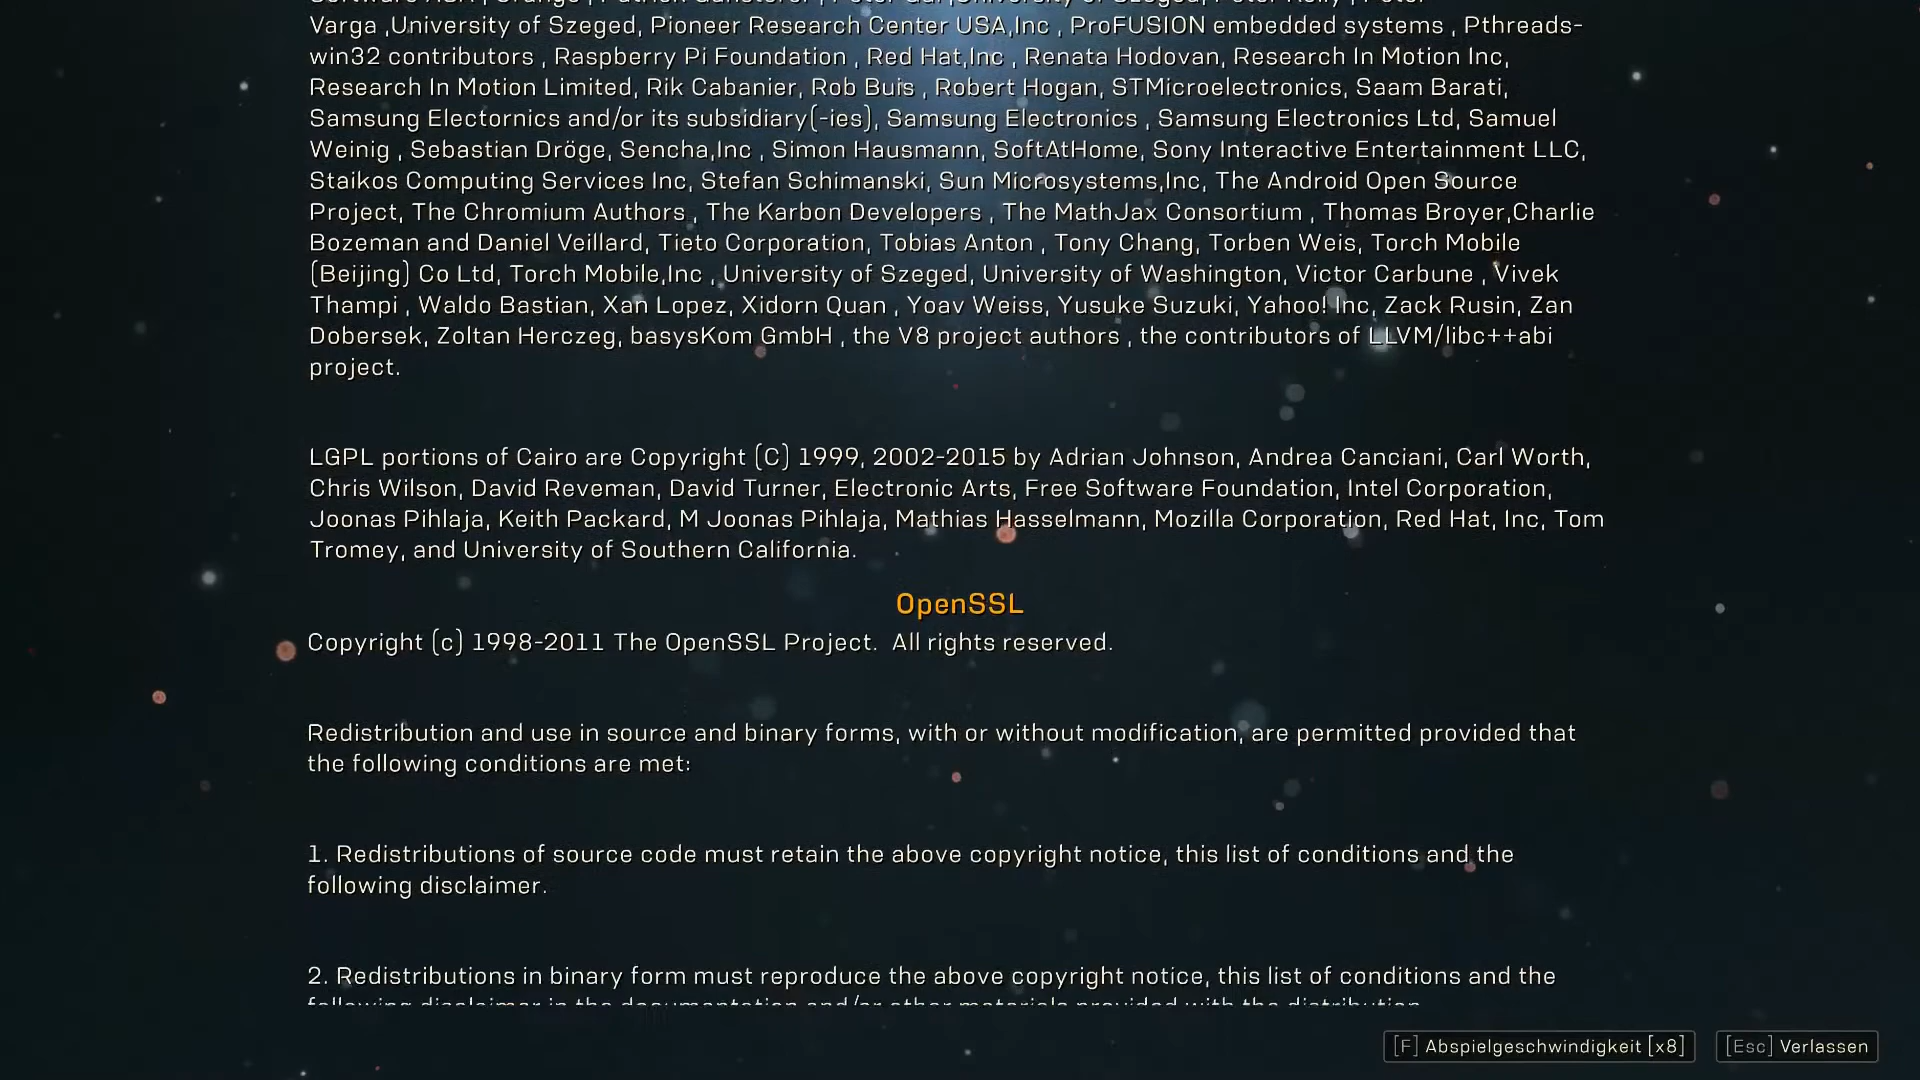 Varga ,University of Szeged, Pioneer Research Center USA,Inc , ProFUSION embedded systems , Pthreads-
win32 contributors , Raspberry Pi Foundation , Red Hat,Inc , Renata Hodovan, Research In Motion Inc,
Research In Motion Limited, Rik Cabanier, Rob Buis , Robert Hogan, STMicroelectronics, Saam Barati,
Samsung Electornics and/or its subsidiary(-ies), Samsung Electronics , Samsung Electronics Ltd, Samuel
Weinig , Sebastian Dröge, Sencha,Inc , Simon Hausmann, SoftAtHome, Sony Interactive Entertainment LLC,
Staikos Computing Services Inc, Stefan Schimanski, Sun Microsystems,Inc, The Android Open Source
Project, The Chromium Authors , The Karbon Developers , The MathJax Consortium , Thomas Broyer,Charlie
Bozeman and Daniel Veillard, Tieto Corporation, Tobias Anton , Tony Chang, Torben Weis, Torch Mobile
(Beijing) Co Ltd, Torch Mobile,Inc , University of Szeged, University of Washington, Victor Carbune , Vivek
Thampi , Waldo Bastian, Xan Lopez, Xidorn Quan , Yoav Weiss, Yusuke Suzuki, Yahoo! Inc, Zack Rusin, Zan
Dobersek, Zoltan Herczeg, basysKom GmbH , the V8 project authors , the contributors of LLVM/libc++abi
project.
LGPL portions of Cairo are Copyright (C) 1999, 2002-2015 by Adrian Johnson, Andrea Canciani, Carl Worth,
Chris Wilson, David Reveman, David Turner, Electronic Arts, Free Software Foundation, Intel Corporation,
Joonas Pihlaja, Keith Packard, M Joonas Pihlaja, Mathias Hasselmann, Mozilla Corporation, Red Hat, Inc, Tom
Tromey, and University of Southern California.
OpenSSL
Copyright (c) 1998-2011 The OpenSSL Project.  All rights reserved.
Redistribution and use in source and binary forms, with or without modification, are permitted provided that
the following conditions are met:
1. Redistributions of source code must retain the above copyright notice, this list of conditions and the
following disclaimer.
2. Redistributions in binary form must reproduce the above copyright notice, this list of conditions and the
following disclaimer in the documentation and/or other materials provided with the distribution.
[F] Abspielgeschwindigkeit [x8]
[Esc] Verlassen